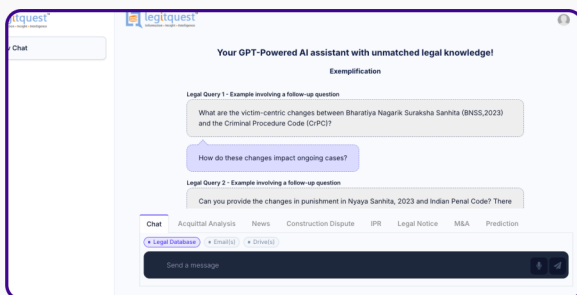 itquest
legitquest
v Chat
Your GPT-Powered AI assistant with unmatched legal knowledge!
Exemplification
Legal Query 1 - Example involving a follow-up question
What are the victim-centric changes between Bharatiya Nagarik Suraksha Sanhita (BNSS,2023)
and the Criminal Procedure Code (CrPC)?
How do these changes impact ongoing cases?
Legal Query 2 - Example involving a follow-up question
Can you provide the changes in punishment in Nyaya Sanhita, 2023 and Indian Penal Code? There
Chat Acquittal Analysis News Construction Dispute IPR Legal Notice M&A Prediction
• Legal Database • Email(s) • Drive(s)
Send a message